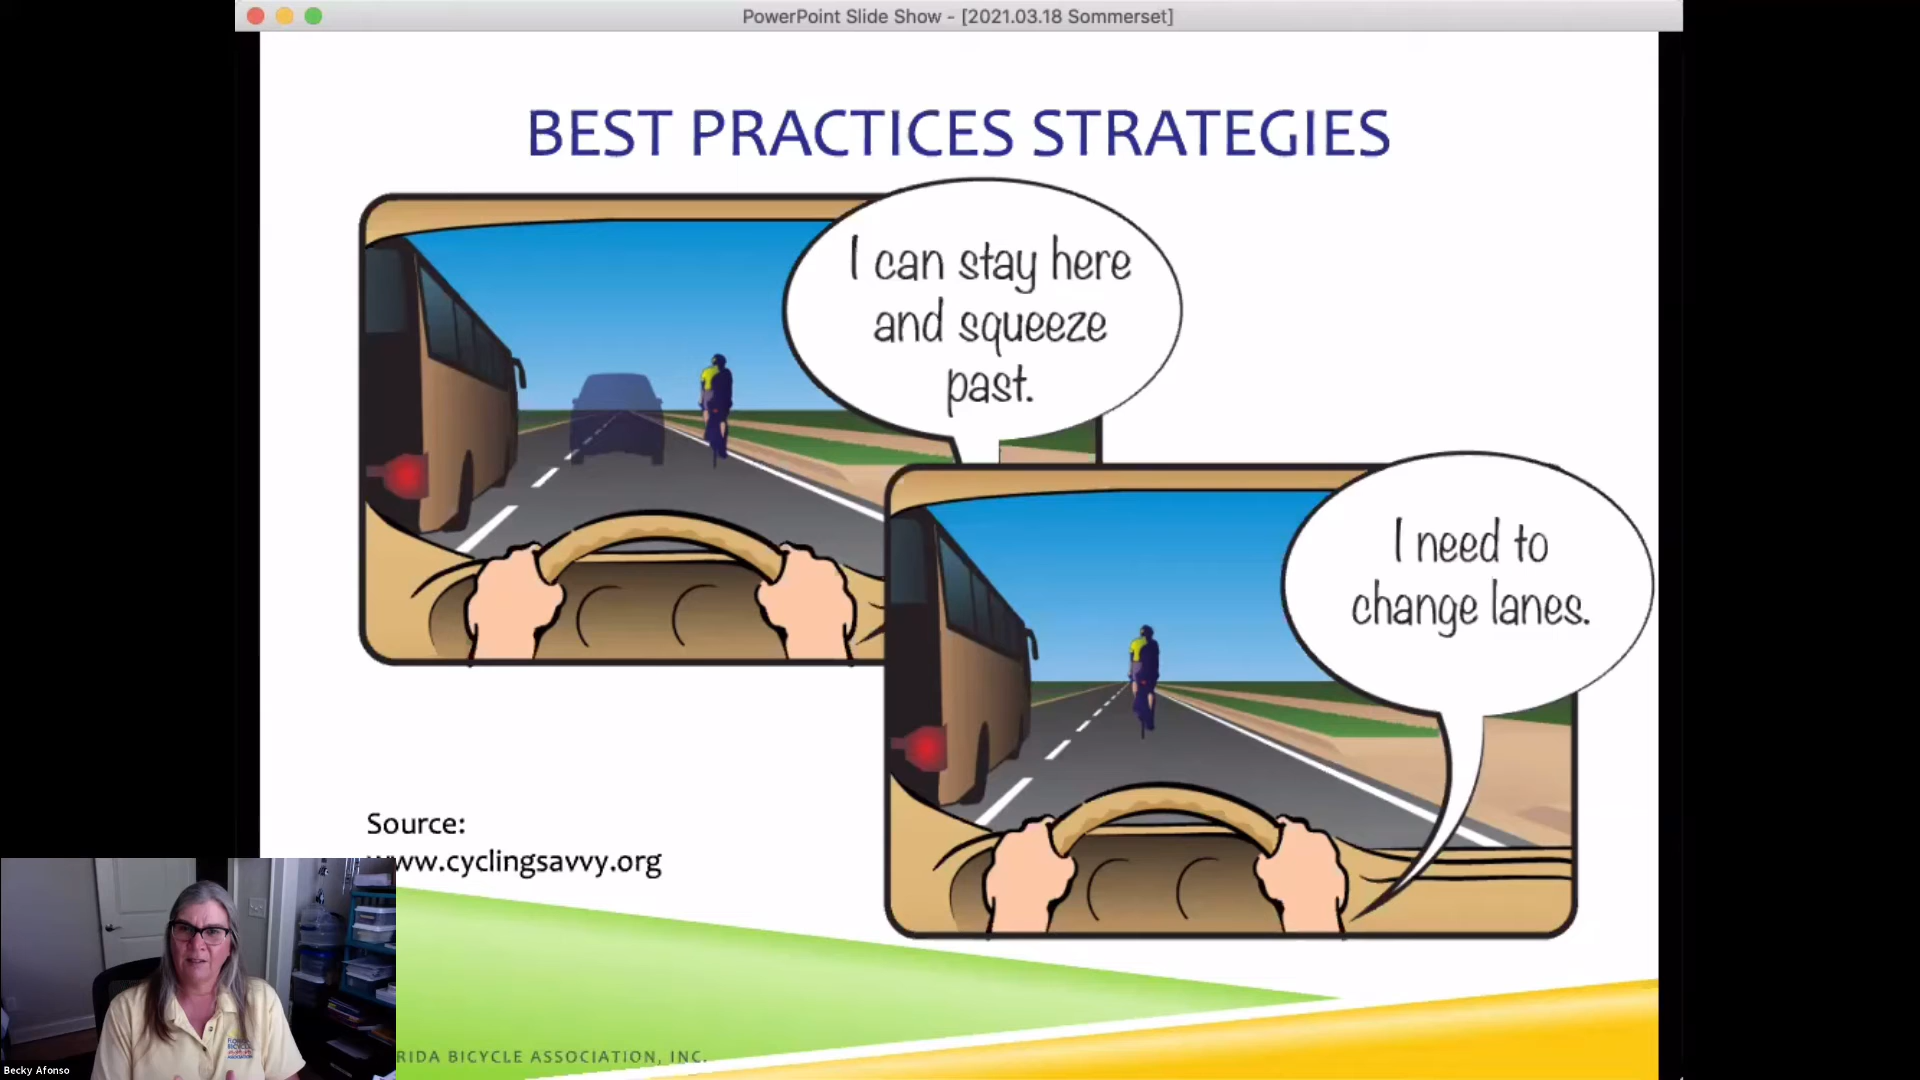 PowerPoint Slide Show - [2021.03.18 Sommerset]
BEST PRACTICES STRATEGIES
I can stay here
and squeeze
past.
I need to
change lanes.
Source:
www.cyclingsavvy.org
RIDA BICYCLE ASSOCIATION, INC.
Becky Afonso